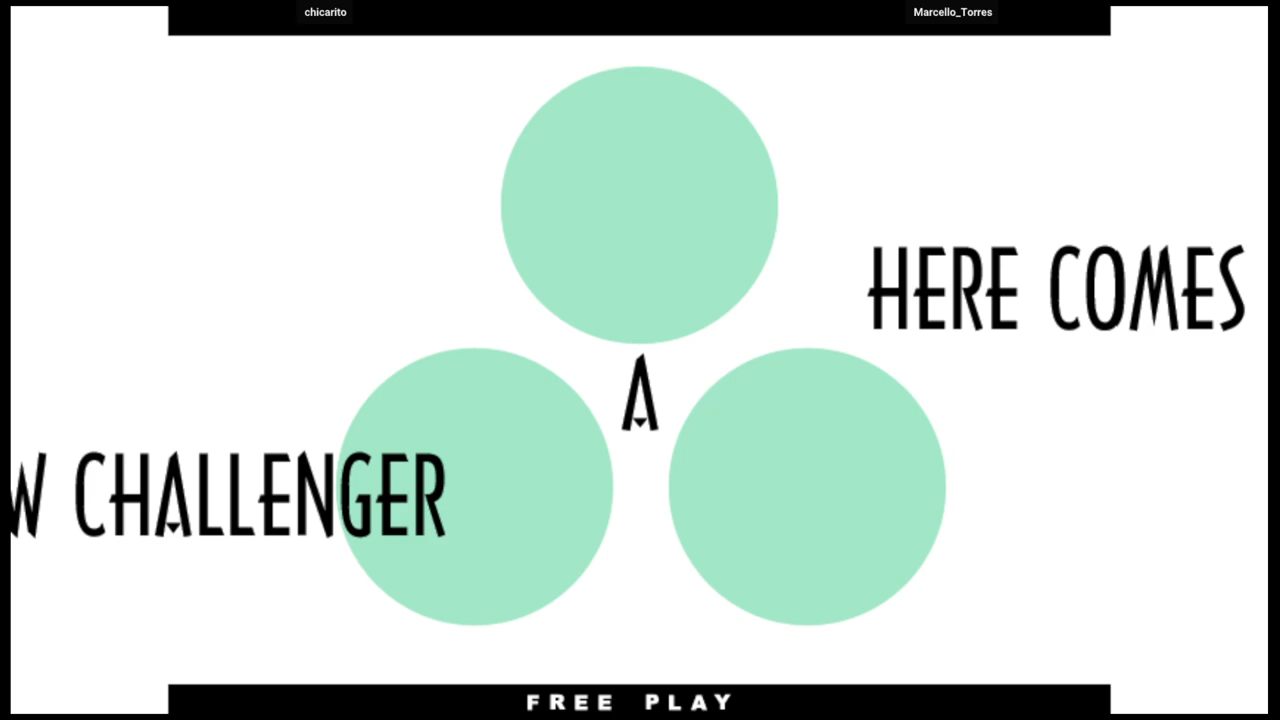 chicarito
Marcello_Torres
HERE COMES
A
W CHALLENGER
FREE PLAY